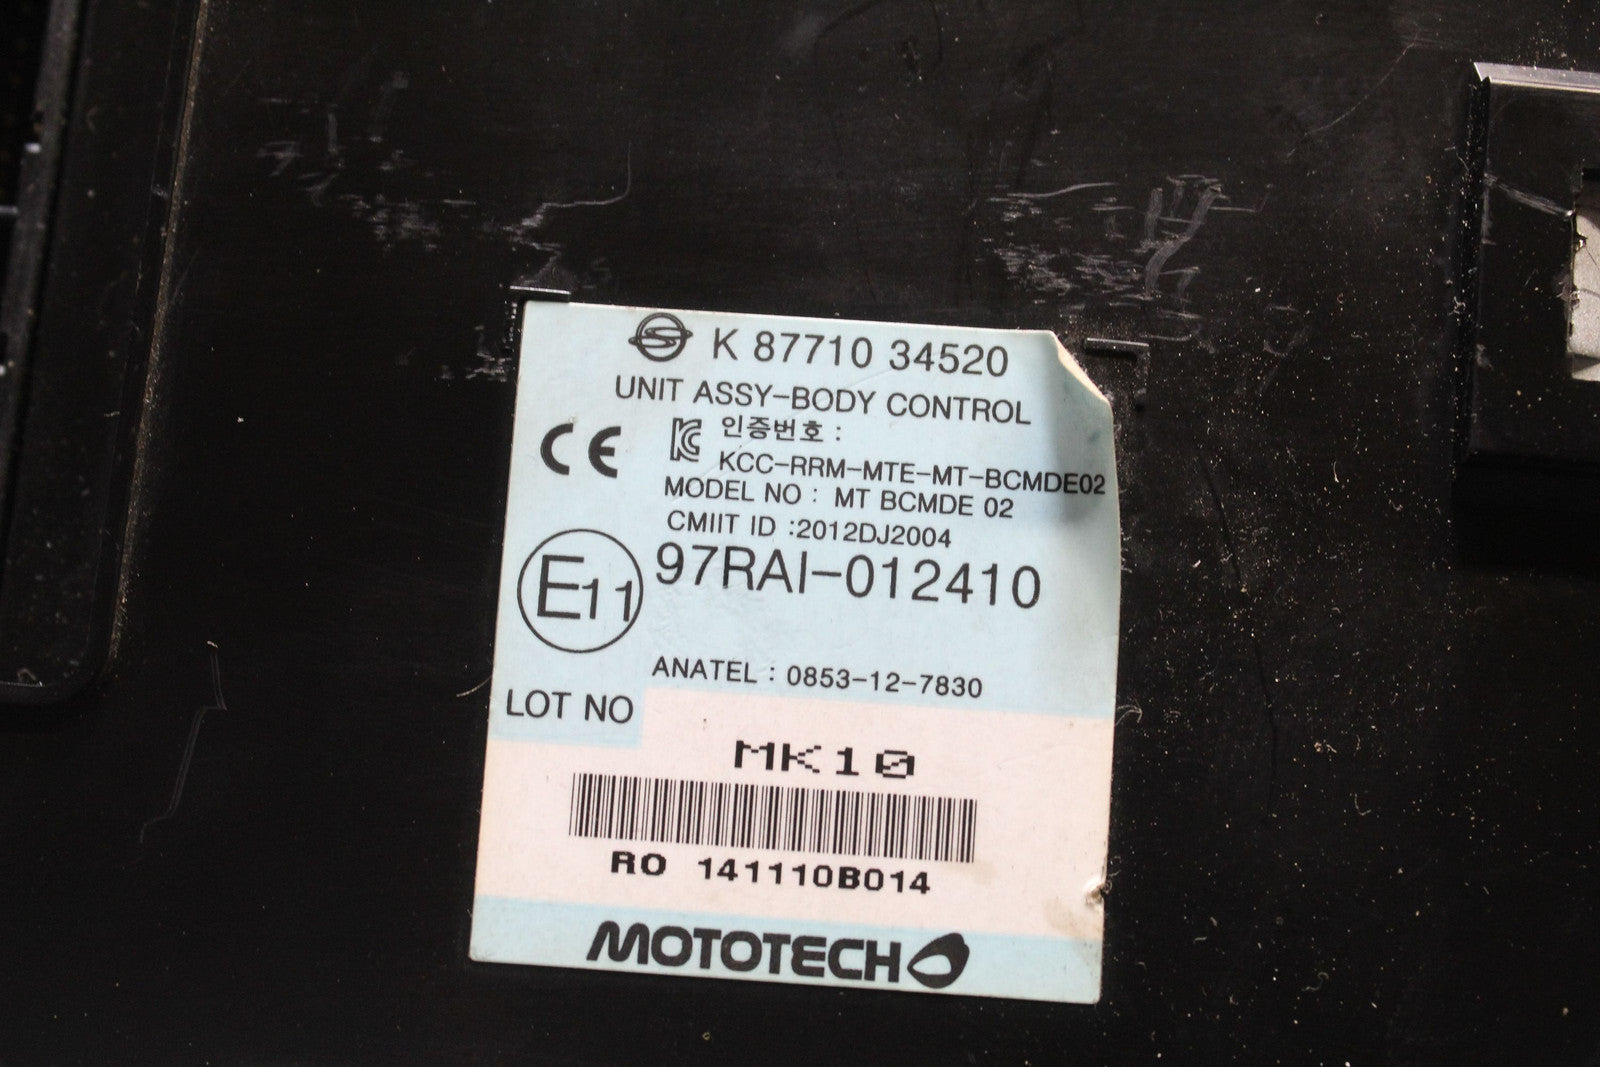 K 87710 34520
UNIT ASSY-BODY CONTROL
CE
인증번호 :
KCC-RRM-MTE-MT-BCMDE02
MODEL NO : MT BCMDE 02
CMIIT ID :2012DJ2004
E11
97RAI-012410
ANATEL : 0853-12-7830
LOT NO
MK10
RO 141110B014
MOTOTECH